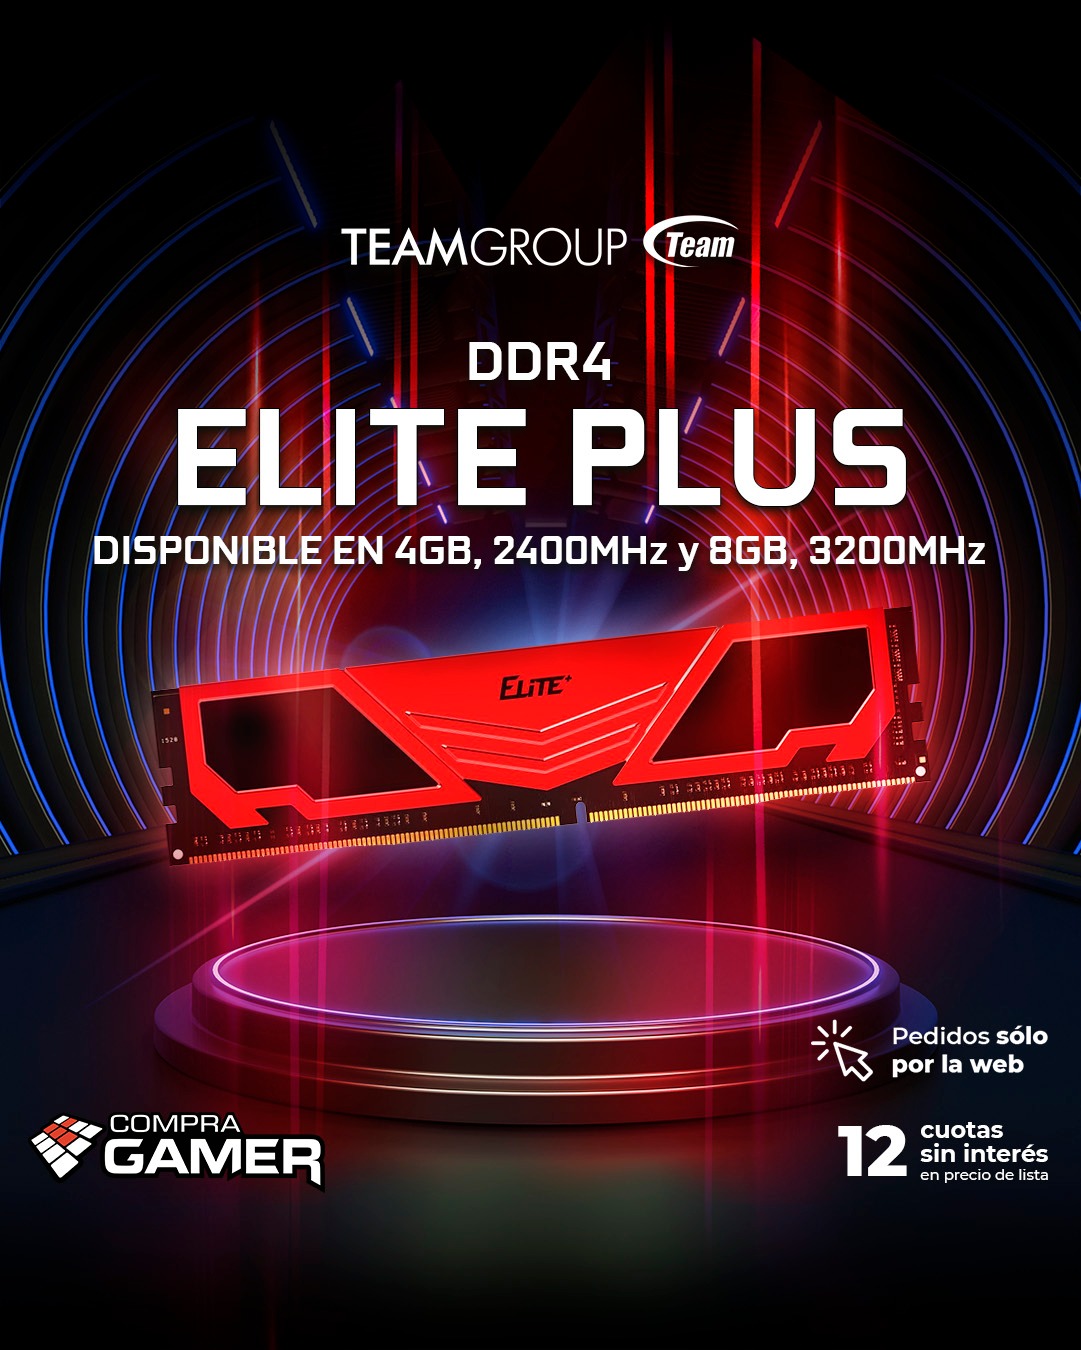 TEAMGROUP Team
DDR4
ELITE PLUS
DISPONIBLE EN 4GB, 2400MHz y 8GB, 3200MHz
ELiTE+
1520
Pedidos sólo
por la web
COMPRA
GAMER
12 cuotas
sin interés
en precio de lista